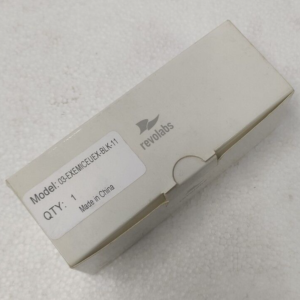 revolabs
Model: 03-EXEMICEUEX-BLK-11
QTY: 1
Made in China